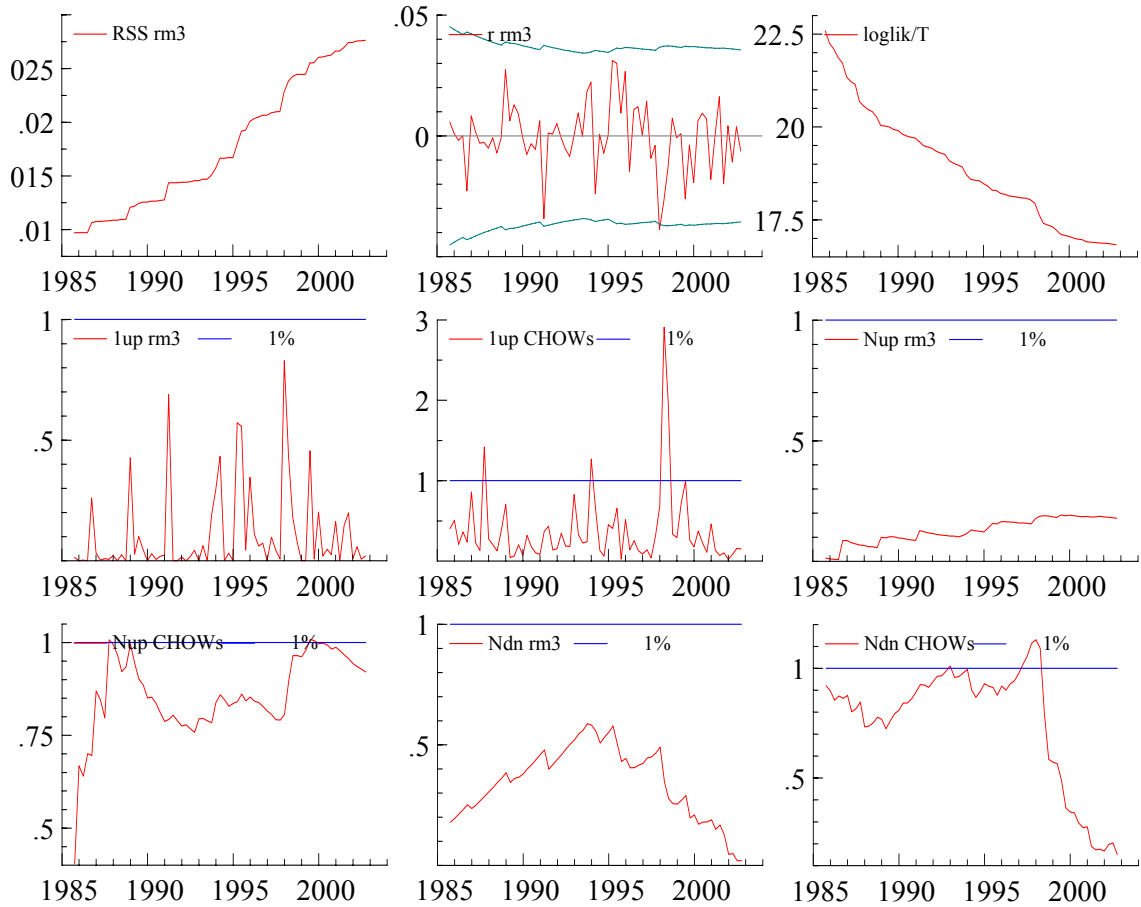 RSS rm3
025
.02
015
.01
1985 1990 1995 2000
.05
r rm3
0
1985 1990 1995 2000
22.5
loglik/T
20
17.5
1985 1990 1995 2000
1
1up rm3 1%
.5
1985 1990 1995 2000
3
1up CHOWs 1%
2
1
1985 1990 1995 2000
1
Nup rm3 1%
.5
1985 1990 1995 2000
1
Nup CHOWs 1%
.75
.5
1985 1990 1995 2000
1
Ndn rm3 1%
.5
1985 1990 1995 2000
Ndn CHOWs 1%
1
.5
1985 1990 1995 2000